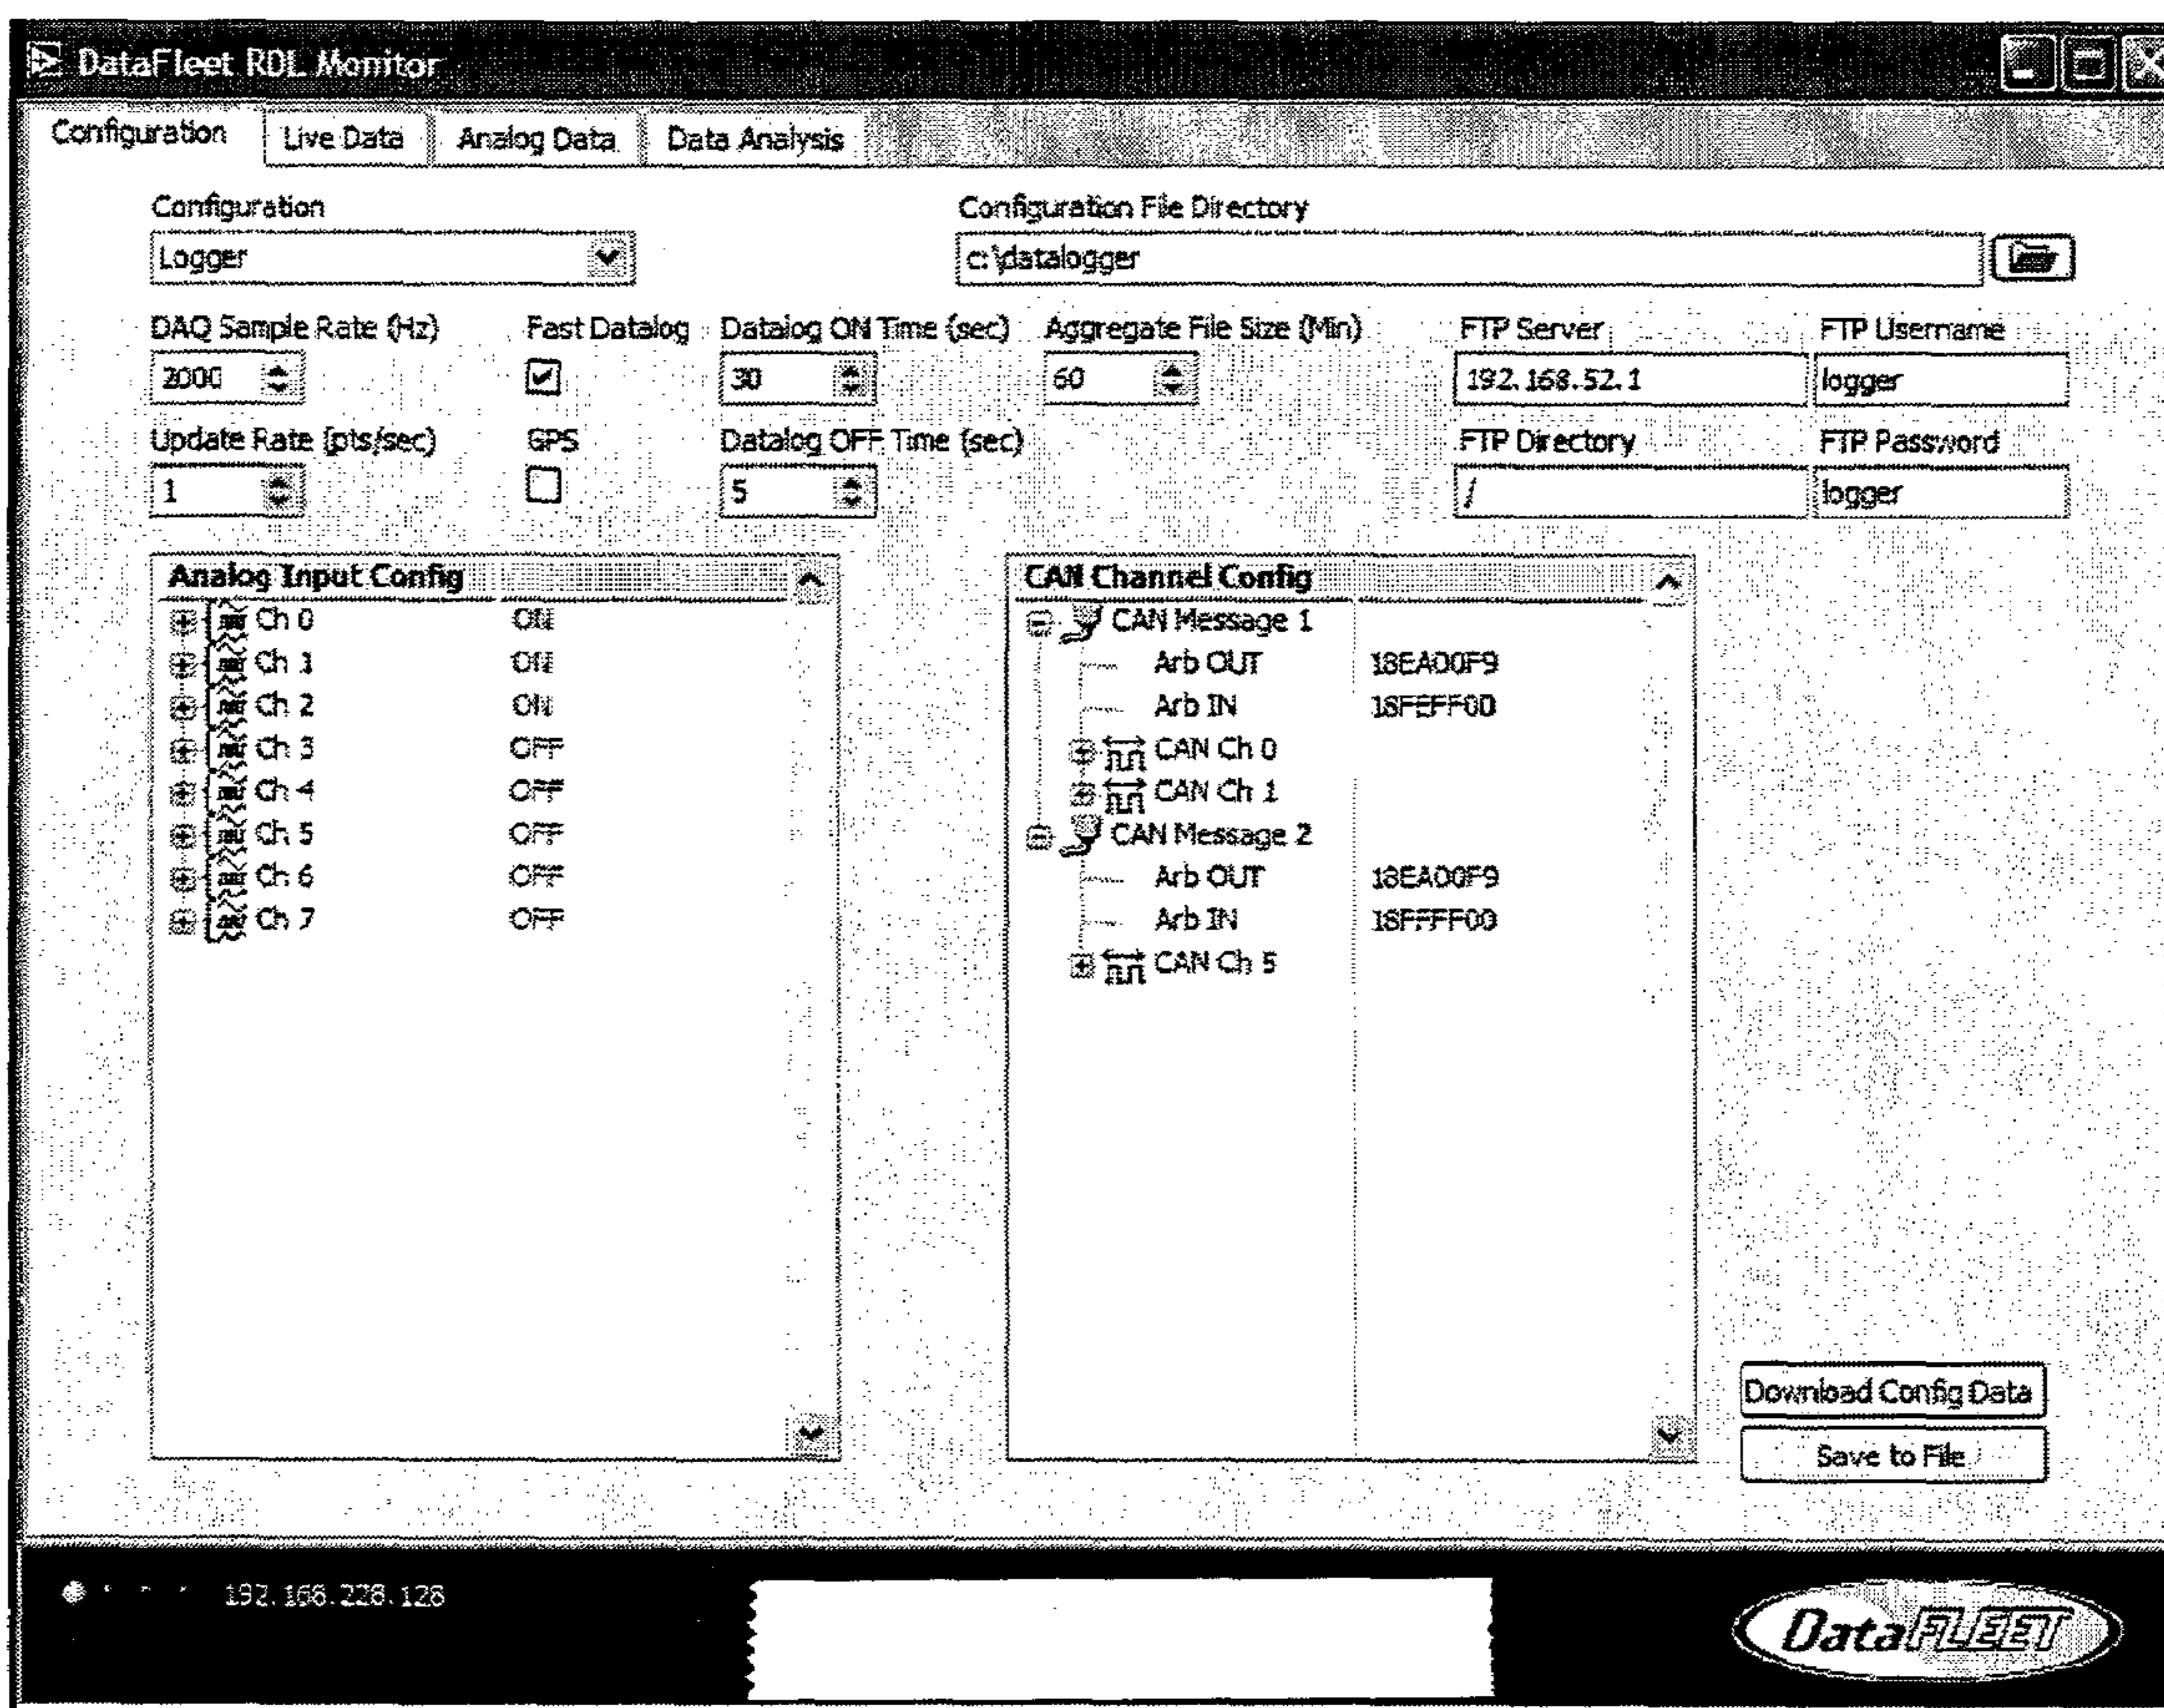 DataFleet RDL Monitor
Configuration Live Data Analog Data Data Analysis
Configuration Configuration File Directory
Logger c:\datalogger
DAQ Sample Rate (Hz) Fast Datalog Datalog ON Time (sec) Aggregate File Size (Min) FTP Server FTP Username
2000 30 60 192.168.52.1 logger
Update Rate (pts/sec) GPS Datalog OFF Time (sec) FTP Directory FTP Password
1 5 / logger
Analog Input Config CAN Channel Config
Ch 0 ON CAN Message 1
Ch 1 ON Arb OUT 18EA00F9
Ch 2 ON Arb IN 18FEFF00
Ch 3 OFF CAN Ch 0
Ch 4 OFF CAN Ch 1
Ch 5 OFF CAN Message 2
Ch 6 OFF Arb OUT 18EA00F9
Ch 7 OFF Arb IN 18FFFF00
CAN Ch 5
Download Config Data
Save to File
192.168.228.128
DataFLEET